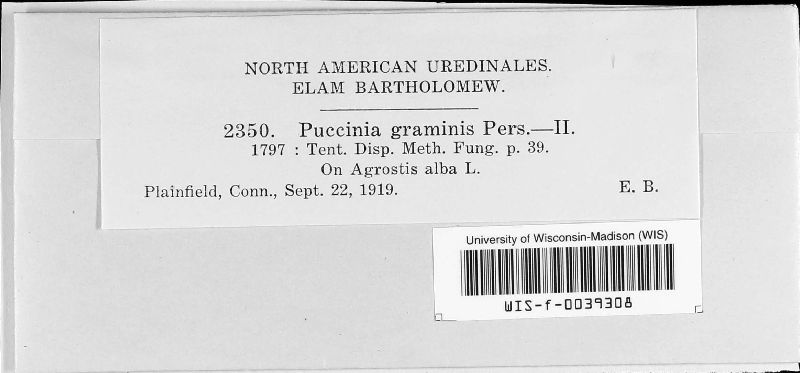 NORTH AMERICAN UREDINALES.
ELAM BARTHOLOMEW.
2350. Puccinia graminis Pers.—II.
1797 : Tent. Disp. Meth. Fung. p. 39.
On Agrostis alba L.
Plainfield, Conn., Sept. 22, 1919. E. B.
University of Wisconsin-Madison (WIS)
WIS-f-0039308